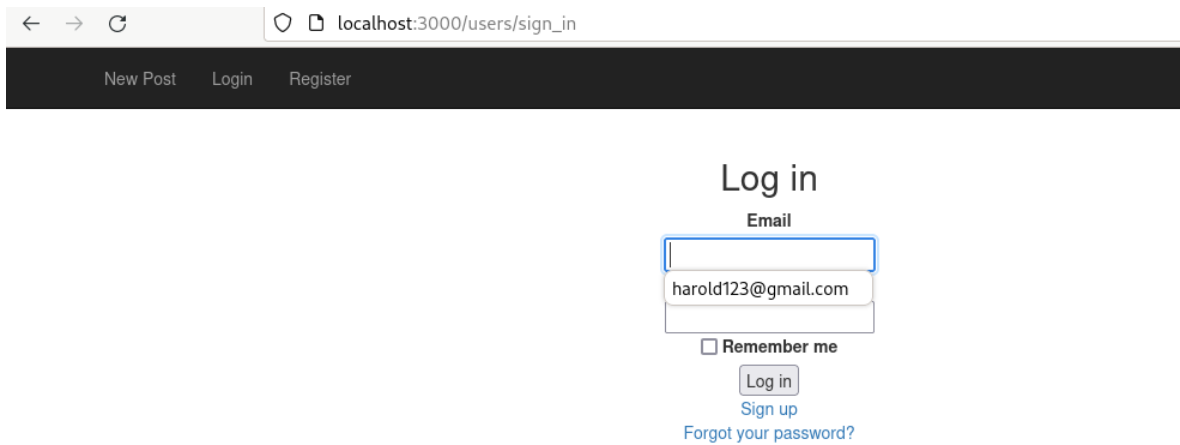 localhost:3000/users/sign_in
New Post Login Register
Log in
Email
harold123@gmail.com
Remember me
Log in
Sign up
Forgot your password?